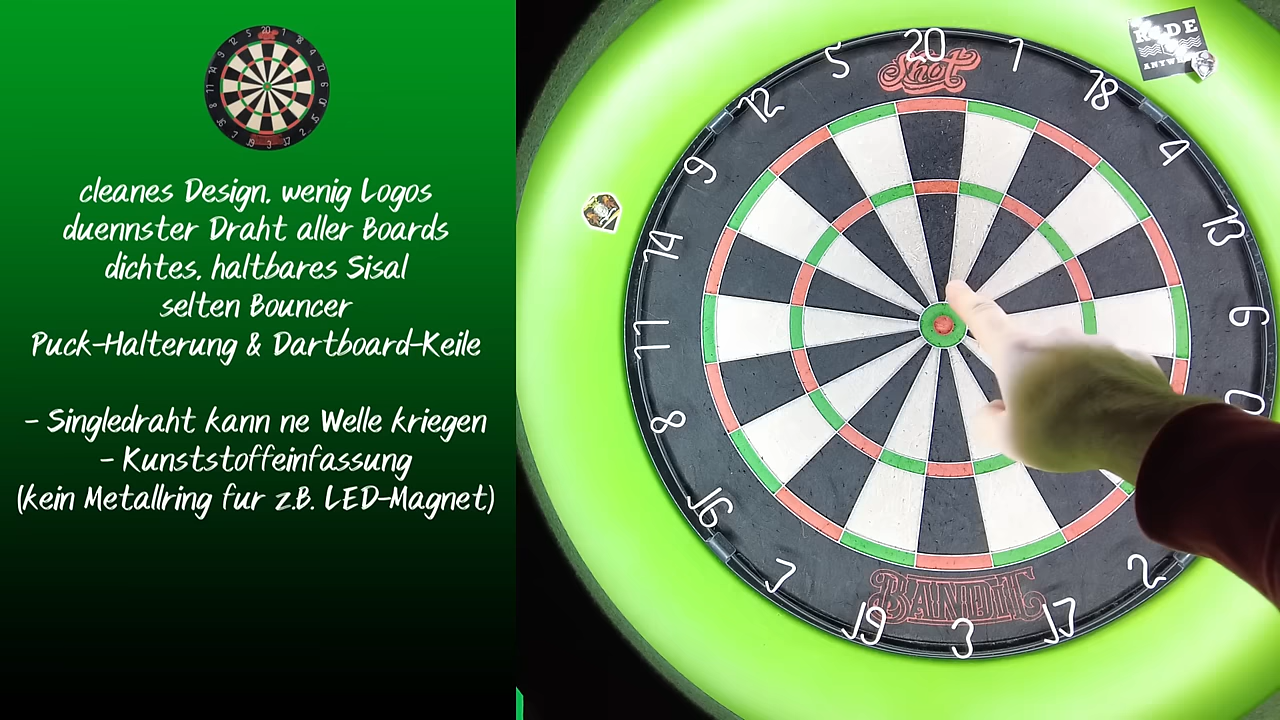 cleanes Design, wenig Logos
duennster Draht aller Boards
dichtes, haltbares Sisal
selten Bouncer
Puck-Halterung & Dartboard-Keile
- Singledraht kann ne Welle kriegen
- Kunststoffeinfassung
(kein Metallring fur z.B. LED-Magnet)
20
1
18
4
13
6
2
17
3
19
7
16
8
11
14
9
12
5
Shot
BANDIT
RIDE